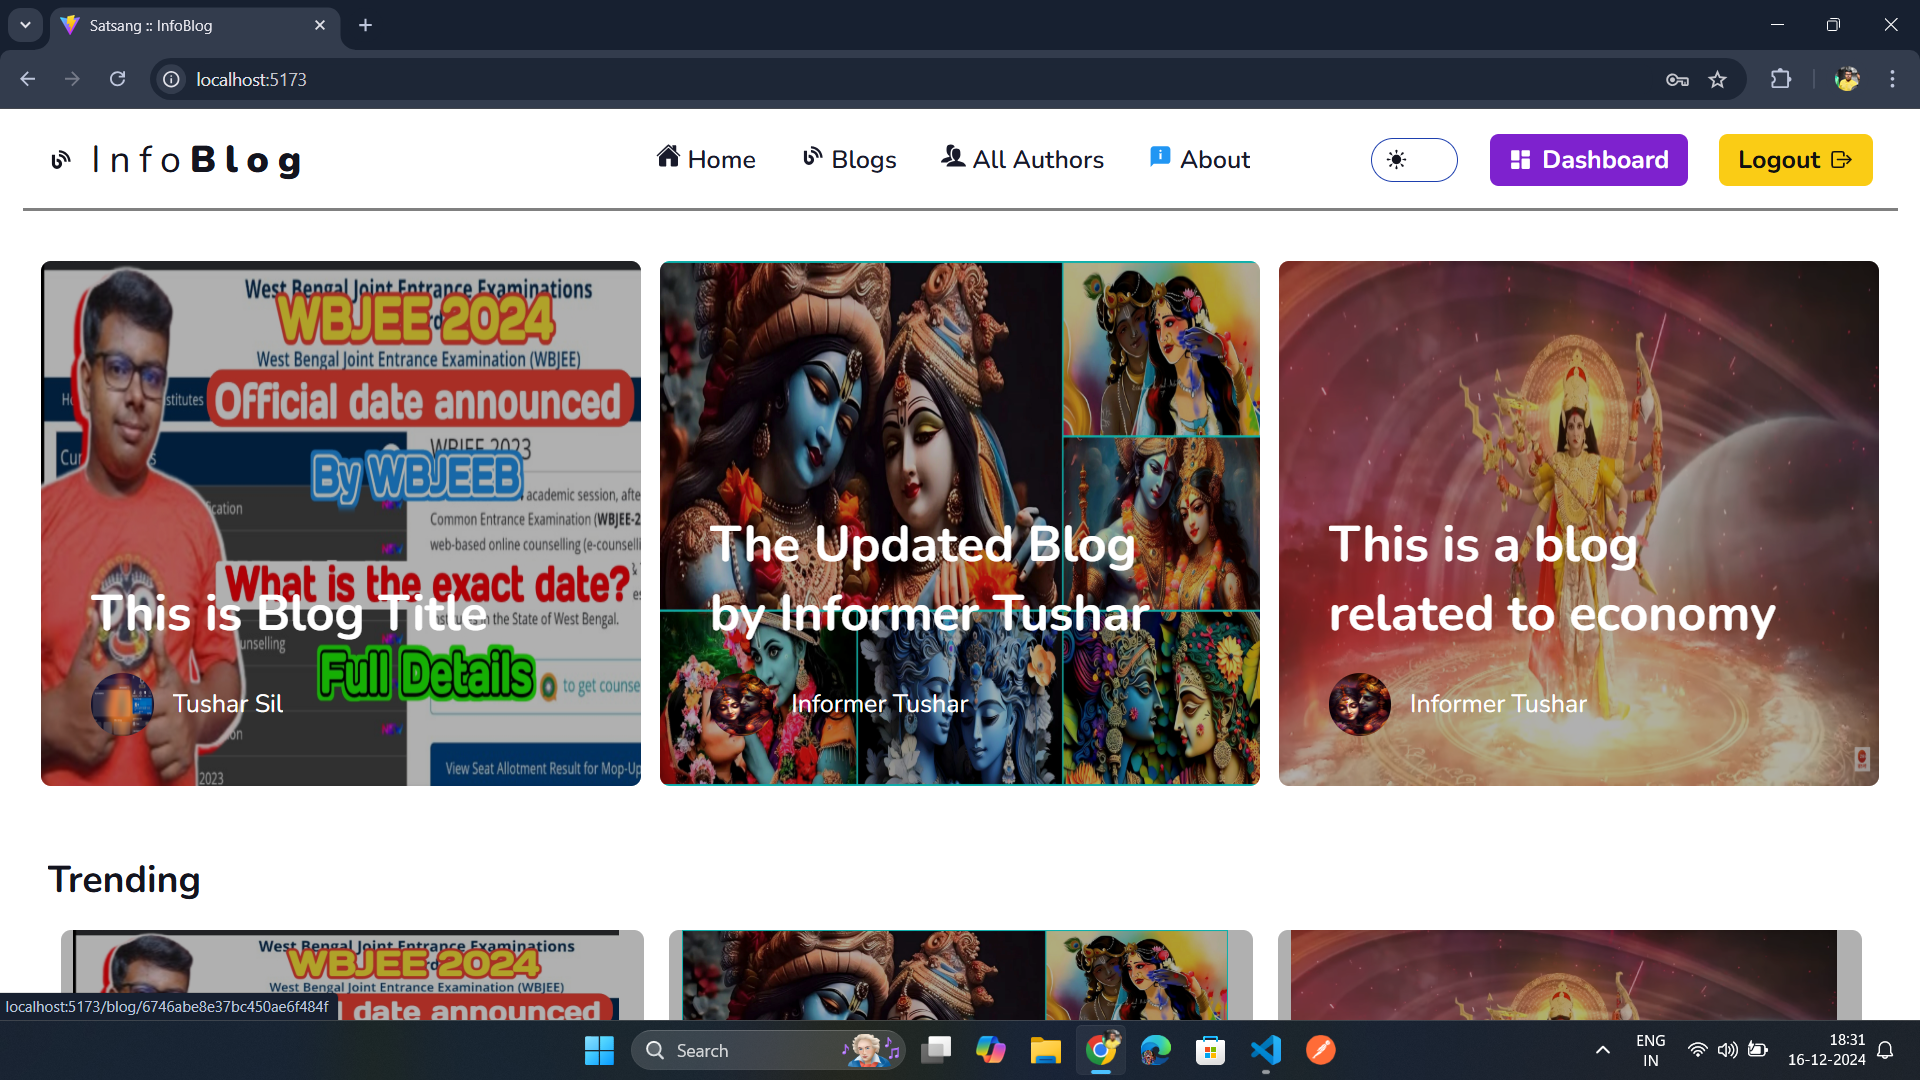 Satsang :: InfoBlog
localhost:5173
InfoBlog
Home
Blogs
All Authors
About
Dashboard
Logout
West Bengal Joint Entrance Examinations
WBJEE 2024
West Bengal Joint Entrance Examination (WBJEE)
Official date announced
WBJEE 2023
By WBJEEB
academic session, afte
Common Entrance Examination (WBJEE-2
web-based online counselling (e-counselli
What is the exact date?
This is Blog Title
in the State of West Bengal.
Full Details
to get counse
Tushar Sil
2023
View Seat Allotment Result for Mop-Up
The Updated Blog
by Informer Tushar
Informer Tushar
This is a blog
related to economy
Informer Tushar
Trending
West Bengal Joint Entrance Examinations
WBJEE 2024
West Bengal Joint Entrance Examination (WBJEE)
date announced
localhost:5173/blog/6746abe8e37bc450ae6f484f
Search
ENG
IN
18:31
16-12-2024